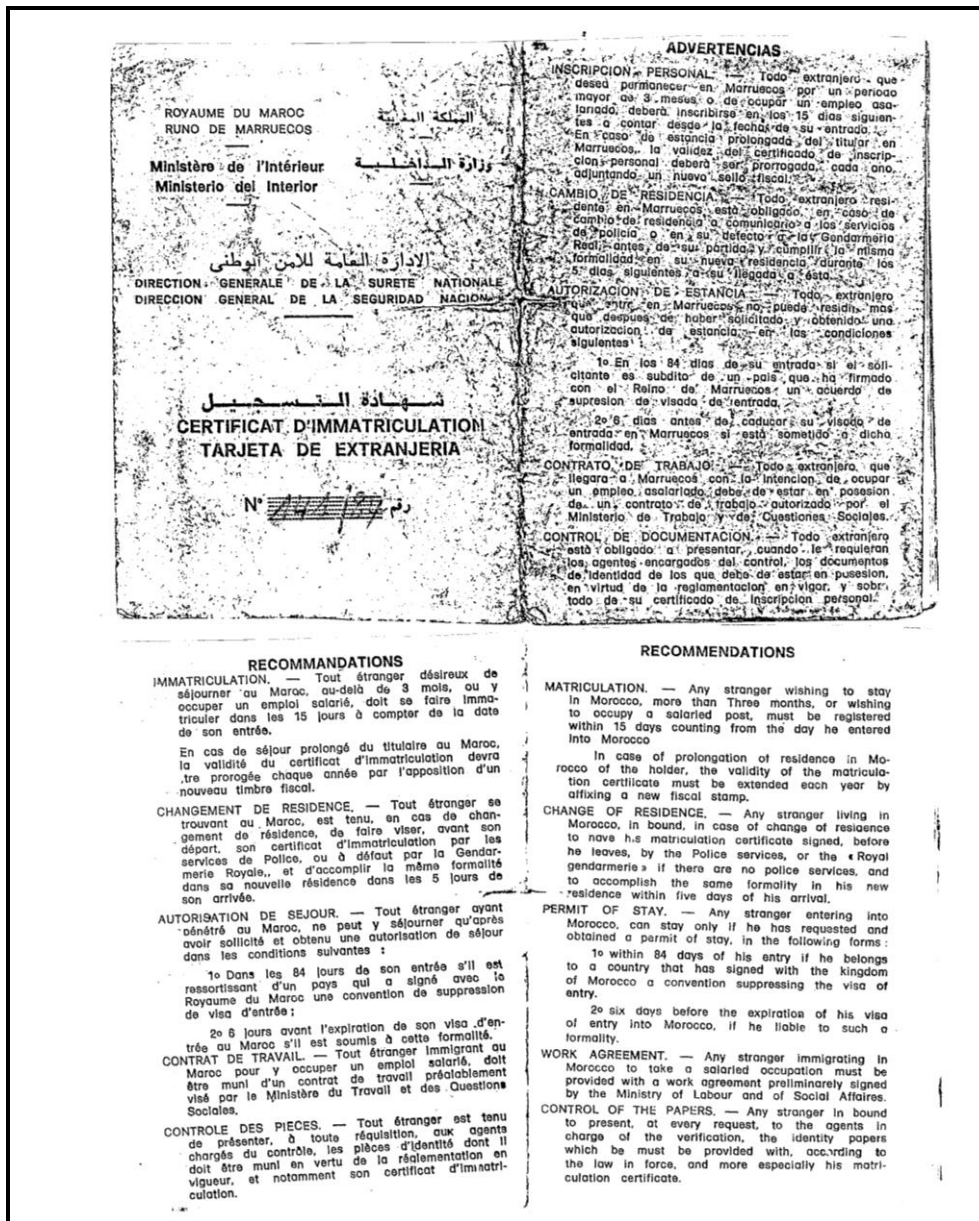 ROYAUME DU MAROC
RUNO DE MARRUECOS
المملكة المغربية
Ministère de l'Intérieur
Ministerio del Interior
وزارة الداخلية
الادارة العامة للأمن الوطني
DIRECTION GENERALE DE LA SURETE NATIONALE
DIRECCION GENERAL DE LA SEGURIDAD NACION
شهادة التسجيل
CERTIFICAT D'IMMATRICULATION
TARJETA DE EXTRANJERIA
Nº رقم
ADVERTENCIAS
INSCRIPCION PERSONAL. — Todo extranjero que
desea permanecer en Marruecos por un periodo
mayor de 3 meses o de ocupar un empleo asa-
lariado, deberá inscribirse en los 15 dias siguien-
tes a contar desde la fecha de su entrada.
En caso de estancia prolongada del titular en
Marruecos, la validez del certificado de inscrip-
cion personal deberá ser prorrogada cada ano,
adjuntando un nuevo sello fiscal.
CAMBIO DE RESIDENCIA. — Todo extranjero resi-
dente en Marruecos está obligado, en caso de
cambio de residencia a comunicarlo a los servicios
de policia o en su defecto a la Gendarmeria
Real, antes de su partida y cumplir la misma
formalidad en su nueva residencia durante los
5 dias siguientes a su llegada a ésta.
AUTORIZACION DE ESTANCIA — Todo extranjero
que entre en Marruecos no puede residir mas
que despues de haber solicitado y obtenido una
autorizacion de estancia en las condiciones
siguientes
1º En los 84 dias de su entrada si el soli-
citante es subdito de un pais que ha firmado
con el Reino de Marruecos un acuerdo de
supresion de visado de entrada.
2º 6 dias antes de caducar su visado de
entrada en Marruecos si está sometido a dicha
formalidad.
CONTRATO DE TRABAJO. — Todo extranjero que
llegara a Marruecos con la intencion de ocupar
un empleo asalariado debe de estar en posesion
de un contrato de trabajo autorizado por el
Ministerio de Trabajo y de Cuestiones Sociales.
CONTROL DE DOCUMENTACION. — Todo extranjero
está obligado a presentar, cuando le requieran
los agentes encargados del control, los documentos
de identidad de los que debe de estar en pusesion,
en virtud de la reglamentacion en vigor, y sobr.
todo de su certificado de inscripcion personal.
RECOMMANDATIONS
IMMATRICULATION. — Tout étranger désireux de
séjourner au Maroc, au-delà de 3 mois, ou y
occuper un emploi salarié, doit se faire imma-
triculer dans les 15 jours à compter de la date
de son entrée.
En cas de séjour prolongé du titulaire au Maroc,
la validité du certificat d'immatriculation devra
tre prorogée chaque année par l'apposition d'un
nouveau timbre fiscal.
CHANGEMENT DE RESIDENCE. — Tout étranger se
trouvant au Maroc, est tenu, en cas de chan-
gement de résidence, de faire viser, avant son
départ, son certificat d'immatriculation par les
services de Police, ou à défaut par la Gendar-
merie Royale, et d'accomplir la même formalité
dans sa nouvelle résidence dans les 5 jours de
son arrivée.
AUTORISATION DE SEJOUR. — Tout étranger ayant
pénétré au Maroc, ne peut y séjourner qu'après
avoir sollicité et obtenu une autorisation de séjour
dans les conditions suivantes :
1º Dans les 84 jours de son entrée s'il est
ressortissant d'un pays qui a signé avec le
Royaume du Maroc une convention de suppression
de visa d'entrée ;
2º 6 jours avant l'expiration de son visa d'en-
trée au Maroc s'il est soumis à cette formalité.
CONTRAT DE TRAVAIL. — Tout étranger immigrant au
Maroc pour y occuper un emploi salarié, doit
être muni d'un contrat de travail préalablement
visé par le Ministère du Travail et des Questions
Sociales.
CONTROLE DES PIECES. — Tout étranger est tenu
de présenter, à toute réquisition, aux agents
chargés du contrôle, les pièces d'identité dont il
doit être muni en vertu de la réalementation en
vigueur, et notamment son certificat d'immatri-
culation.
RECOMMENDATIONS
MATRICULATION. — Any stranger wishing to stay
in Morocco, more than Three months, or wishing
to occupy a salaried post, must be registered
within 15 days counting from the day he entered
Into Morocco
In case of prolongation of residence in Mo-
rocco of the holder, the validity of the matricula-
tion certificate must be extended each year by
affixing a new fiscal stamp.
CHANGE OF RESIDENCE. — Any stranger living in
Morocco, in bound, in case of change of residence
to have his matriculation certificate signed, before
he leaves, by the Police services, or the « Royal
gendarmerie » if there are no police services, and
to accomplish the same formality in his new
residence within five days of his arrival.
PERMIT OF STAY. — Any stranger entering into
Morocco, can stay only if he has requested and
obtained a permit of stay, in the following forms :
1º within 84 days of his entry if he belongs
to a country that has signed with the kingdom
of Morocco a convention suppressing the visa of
entry.
2º six days before the expiration of his visa
of entry into Morocco, if he liable to such a
formality.
WORK AGREEMENT. — Any stranger immigrating in
Morocco to take a salaried occupation must be
provided with a work agreement preliminarely signed
by the Ministry of Labour and of Social Affaires.
CONTROL OF THE PAPERS. — Any stranger in bound
to present, at every request, to the agents in
charge of the verification, the identity papers
which be must be provided with, according to
the law in force, and more especially his matri-
culation certificate.